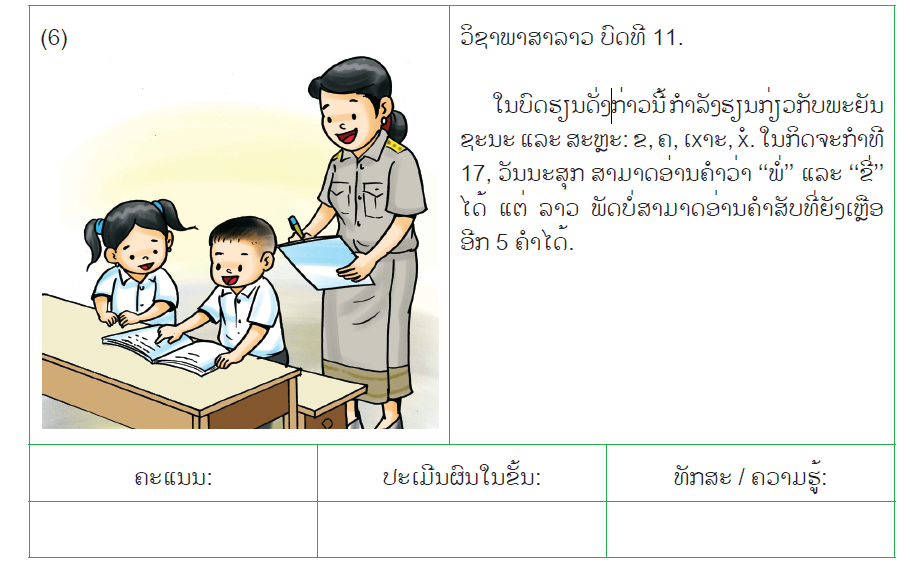 (6)
ວິຊາພາສາລາວ ບົດທີ 11.
ໃນບົດຮຽນດັ່ງກ່າວນີ້ ກຳລັງຮຽນກ່ຽວກັບພະຍັນ
ຊະນະ ແລະ ສະຫຼະ: ຂ, ຄ, ເxາະ, xໍ. ໃນກິດຈະກຳທີ
17, ວັນນະສຸກ ສາມາດອ່ານຄຳວ່າ “ພໍ່” ແລະ “ຂີ່”
ໄດ້ ແຕ່ ລາວ ພັດບໍ່ສາມາດອ່ານຄຳສັບທີ່ຍັງເຫຼືອ
ອີກ 5 ຄຳໄດ້.
ຄະແນນ:
ປະເມີນຜົນໃນຂັ້ນ:
ທັກສະ / ຄວາມຮູ້: